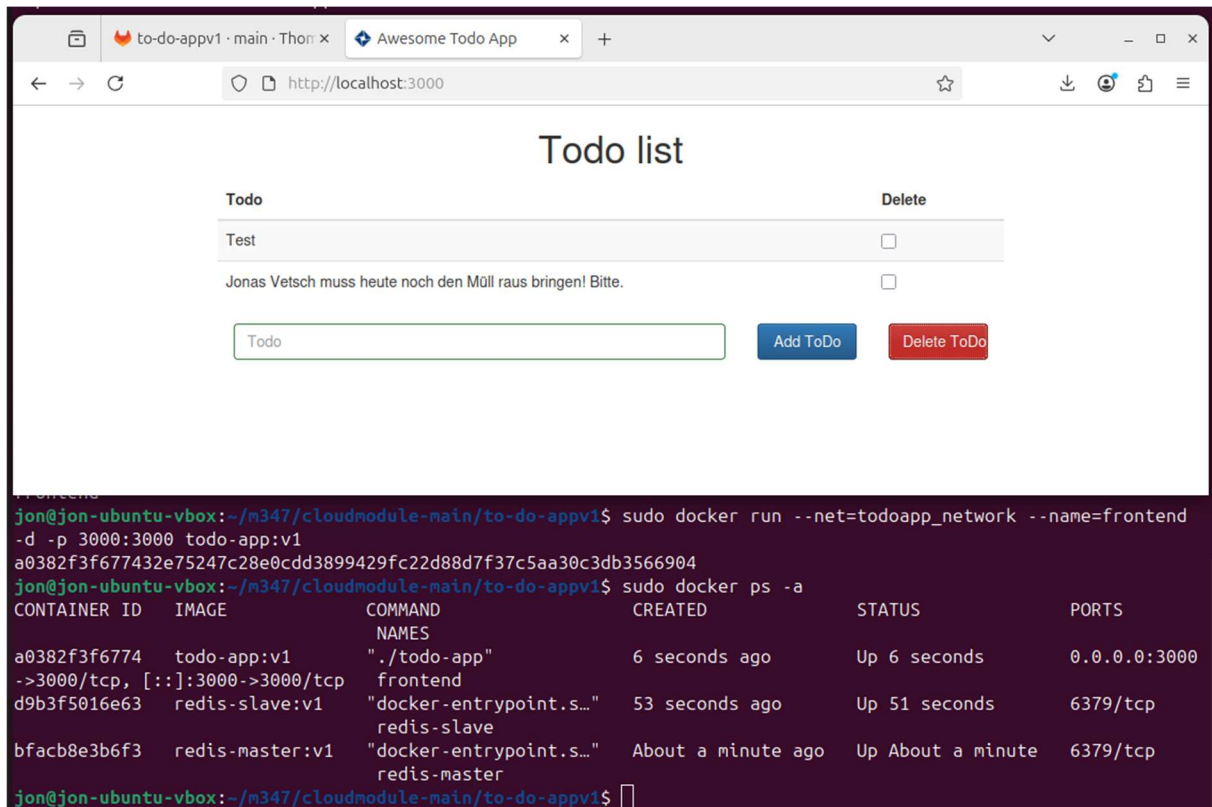 to-do-appv1 · main · Thom
Awesome Todo App
http://localhost:3000
Todo list
Todo Delete
Test
Jonas Vetsch muss heute noch den Müll raus bringen! Bitte.
Todo Add ToDo Delete ToDo
frontend
jon@jon-ubuntu-vbox:~/m347/cloudmodule-main/to-do-appv1$ sudo docker run --net=todoapp_network --name=frontend
-d -p 3000:3000 todo-app:v1
a0382f3f677432e75247c28e0cdd3899429fc22d88d7f37c5aa30c3db3566904
jon@jon-ubuntu-vbox:~/m347/cloudmodule-main/to-do-appv1$ sudo docker ps -a
CONTAINER ID IMAGE COMMAND CREATED STATUS PORTS
NAMES
a0382f3f6774 todo-app:v1 "./todo-app" 6 seconds ago Up 6 seconds 0.0.0.0:3000
->3000/tcp, [::]:3000->3000/tcp frontend
d9b3f5016e63 redis-slave:v1 "docker-entrypoint.s…" 53 seconds ago Up 51 seconds 6379/tcp
redis-slave
bfacb8e3b6f3 redis-master:v1 "docker-entrypoint.s…" About a minute ago Up About a minute 6379/tcp
redis-master
jon@jon-ubuntu-vbox:~/m347/cloudmodule-main/to-do-appv1$